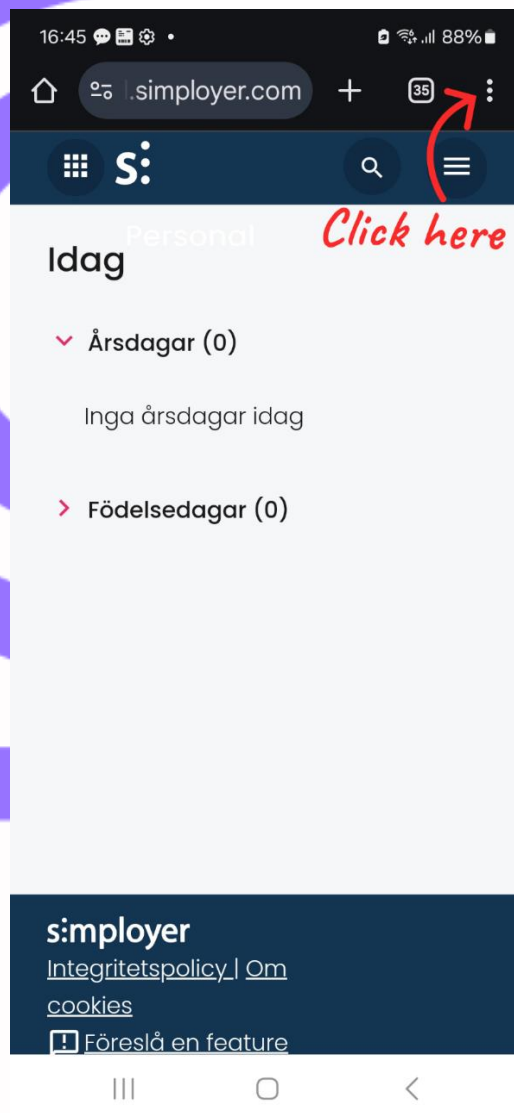 16:45
88%
.simployer.com
35
s:
Click here
Personal
Idag
Årsdagar (0)
Inga årsdagar idag
Födelsedagar (0)
s:mployer
Integritetspolicy | Om
cookies
Föreslå en feature